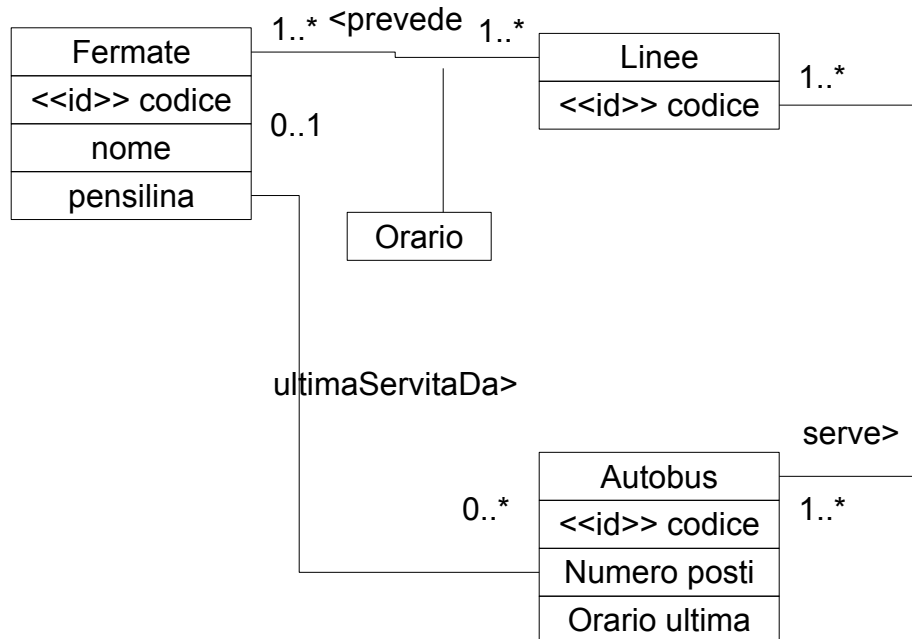 1..* <prevede 1..*
Fermate
<<id>> codice
nome
pensilina
0..1
Linee
<<id>> codice
1..*
Orario
ultimaServitaDa>
serve>
0..*
Autobus
<<id>> codice
Numero posti
Orario ultima
1..*